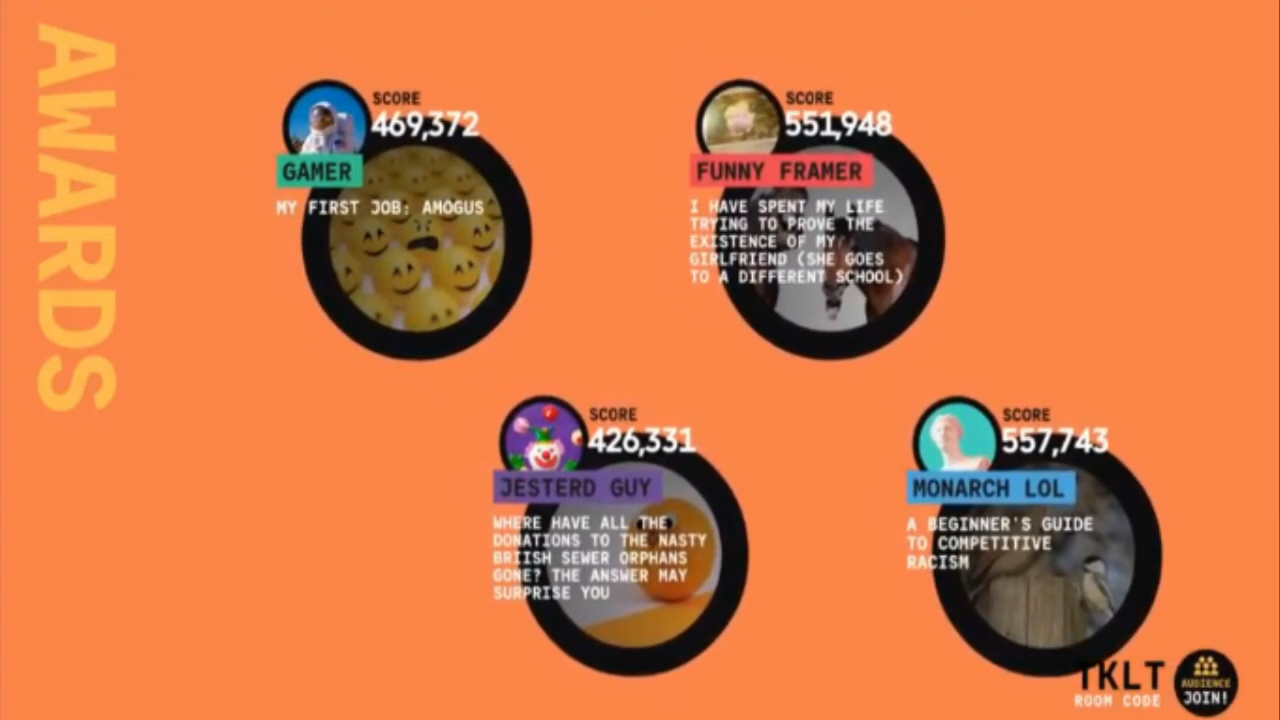 AWARDS
SCORE
469,372
GAMER
MY FIRST JOB: AMOGUS
SCORE
551,948
FUNNY FRAMER
I HAVE SPENT MY LIFE
TRYING TO PROVE THE
EXISTENCE OF MY
GIRLFRIEND (SHE GOES
TO A DIFFERENT SCHOOL)
SCORE
426,331
JESTERD GUY
WHERE HAVE ALL THE
DONATIONS TO THE NASTY
BRIISH SEWER ORPHANS
GONE? THE ANSWER MAY
SURPRISE YOU
SCORE
557,743
MONARCH LOL
A BEGINNER'S GUIDE
TO COMPETITIVE
RACISM
TKLT
ROOM CODE
AUDIENCE
JOIN!